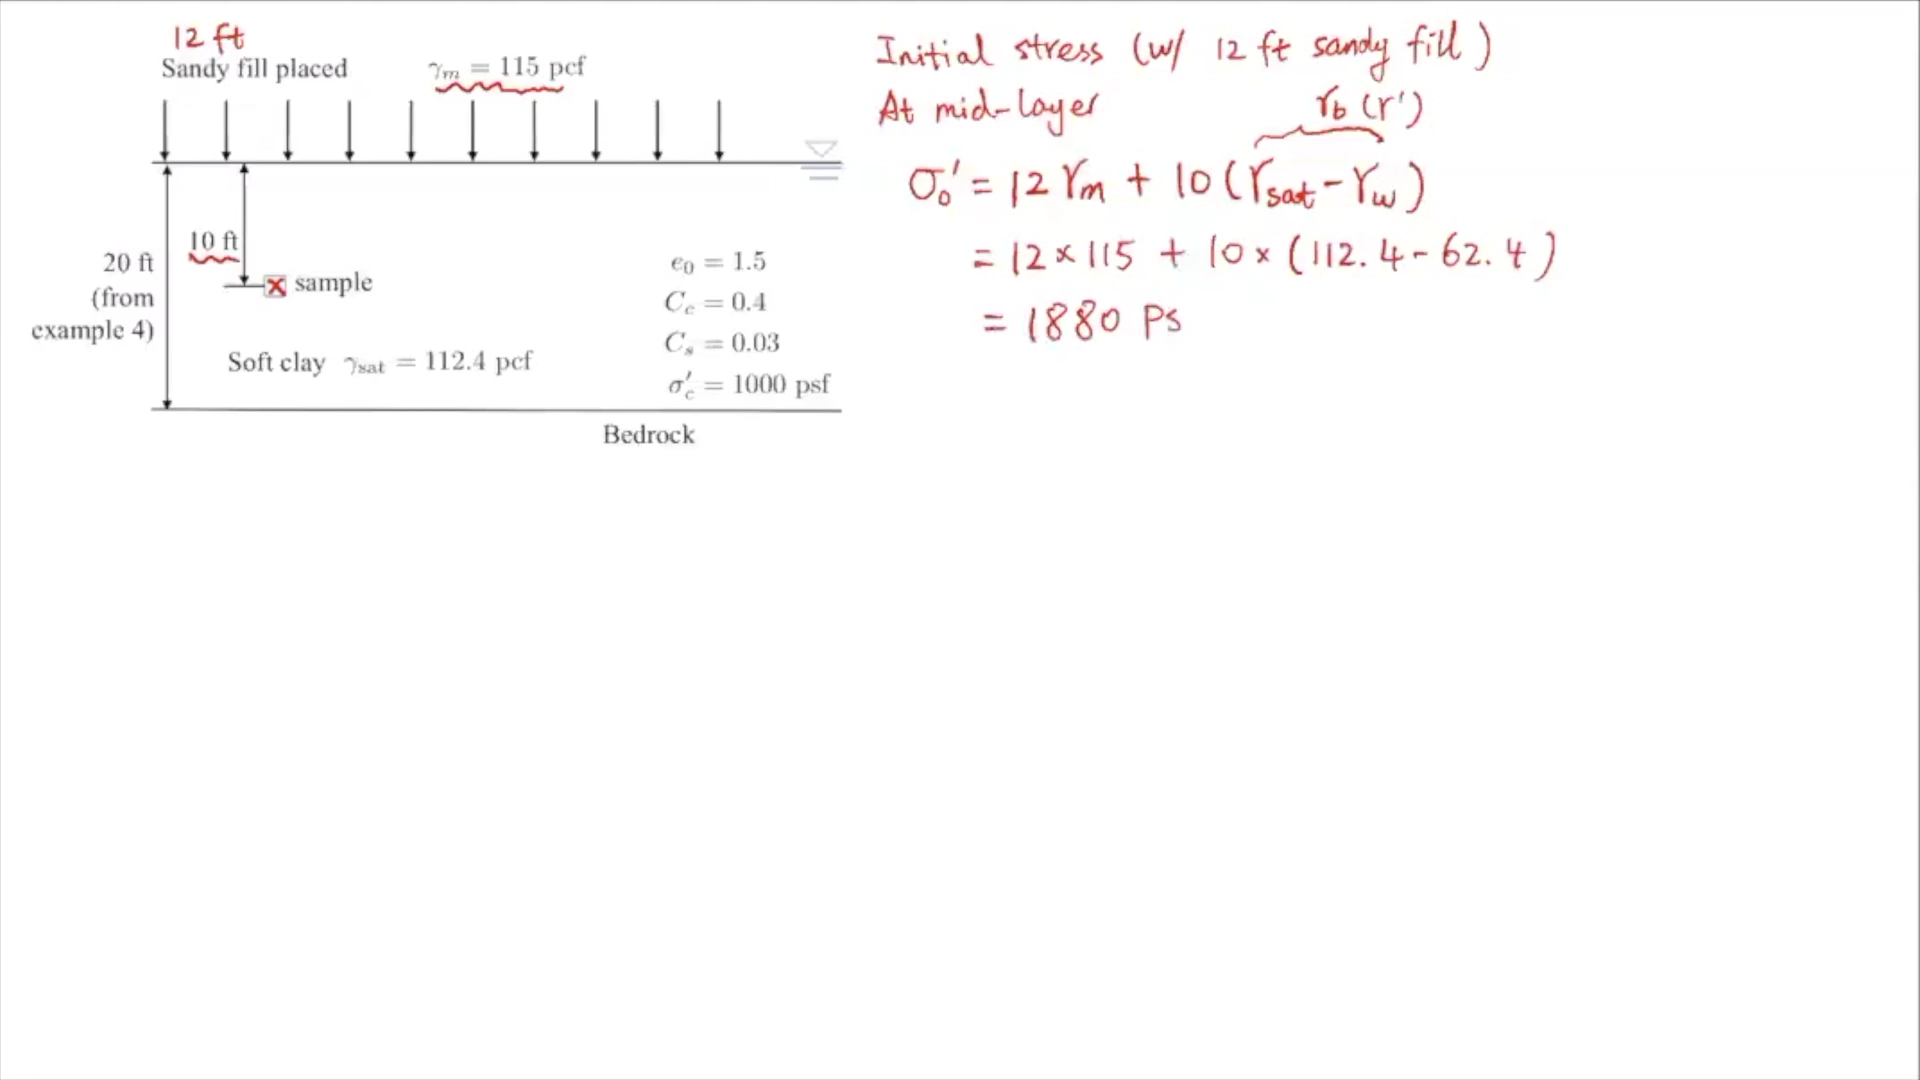 12 ft
Sandy fill placed
γm = 115 pcf
10 ft
sample
20 ft
(from
example 4)
Soft clay γsat = 112.4 pcf
e0 = 1.5
Cc = 0.4
Cs = 0.03
σ′c = 1000 psf
Bedrock
Initial stress (w/ 12 ft sandy fill)
At mid-layer
γb (γ')
σ0' = 12 γm + 10 (γsat - γw)
= 12 × 115 + 10 × (112.4 - 62.4)
= 1880 ps